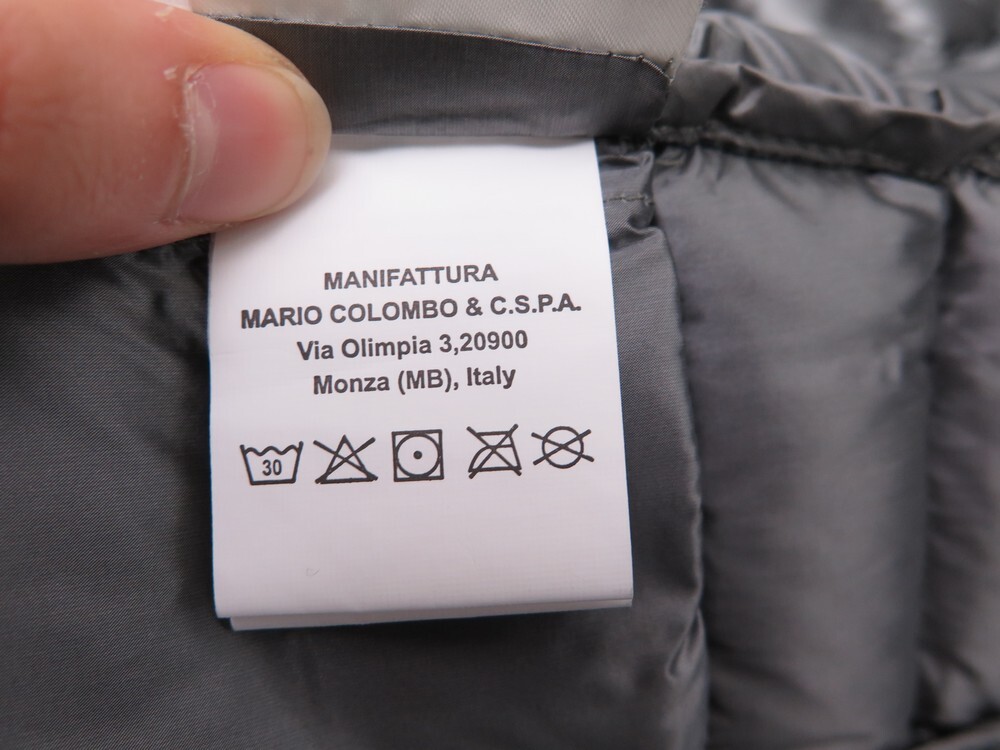 MANIFATTURA
MARIO COLOMBO & C.S.P.A.
Via Olimpia 3,20900
Monza (MB), Italy
30